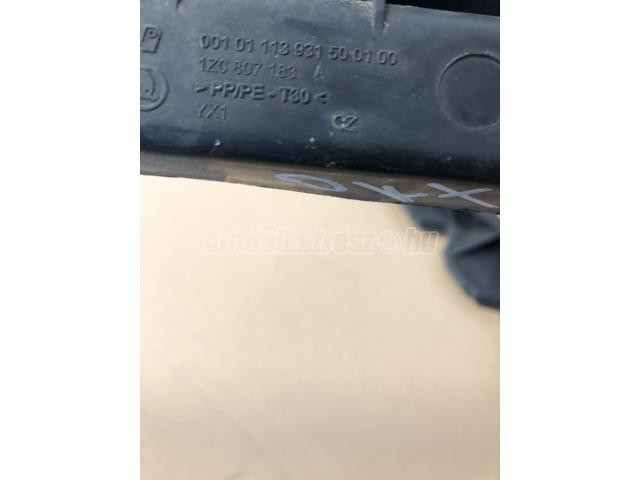 001 01 113 931 50 01 00
1Z0 807 183 A
>PP/PE-T30<
YX1 CZ
Autóalkatrész.hu